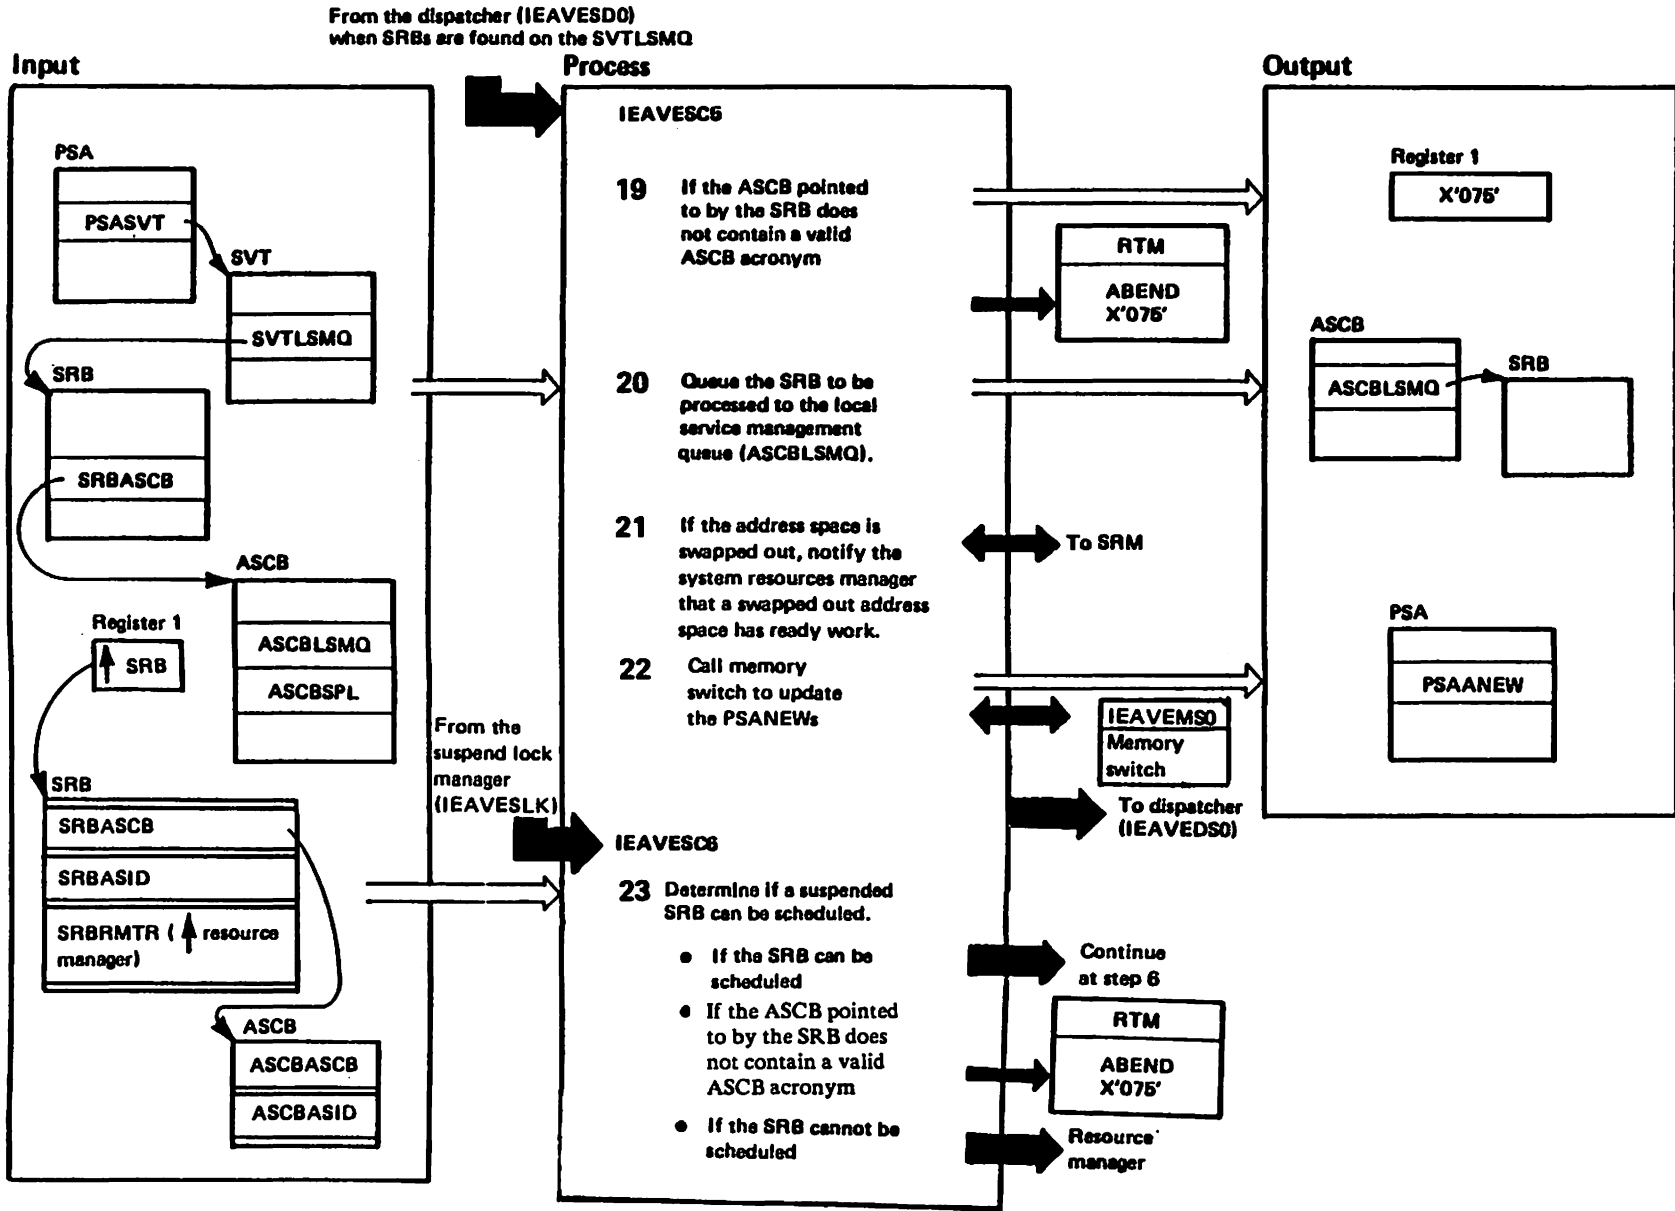 From the dispatcher (IEAVESD0)
when SRBs are found on the SVTLSMQ
Input
Process
Output
PSA
PSASVT
SVT
SVTLSMQ
SRB
SRBASCB
ASCB
ASCBLSMQ
ASCBSPL
Register 1
SRB
SRB
SRBASCB
SRBASID
SRBRMTR ( resource
manager)
ASCB
ASCBASCB
ASCBASID
From the
suspend lock
manager
(IEAVESLK)
IEAVESC5
19 If the ASCB pointed
to by the SRB does
not contain a valid
ASCB acronym
RTM
ABEND
X'075'
20 Queue the SRB to be
processed to the local
service management
queue (ASCBLSMQ).
21 If the address space is
swapped out, notify the
system resources manager
that a swapped out address
space has ready work.
To SRM
22 Call memory
switch to update
the PSANEWs
IEAVEMS0
Memory
switch
To dispatcher
(IEAVEDS0)
IEAVESC6
23 Determine if a suspended
SRB can be scheduled.
• If the SRB can be
scheduled
Continue
at step 6
• If the ASCB pointed
to by the SRB does
not contain a valid
ASCB acronym
RTM
ABEND
X'075'
• If the SRB cannot be
scheduled
Resource
manager
Register 1
X'075'
ASCB
ASCBLSMQ
SRB
PSA
PSAANEW